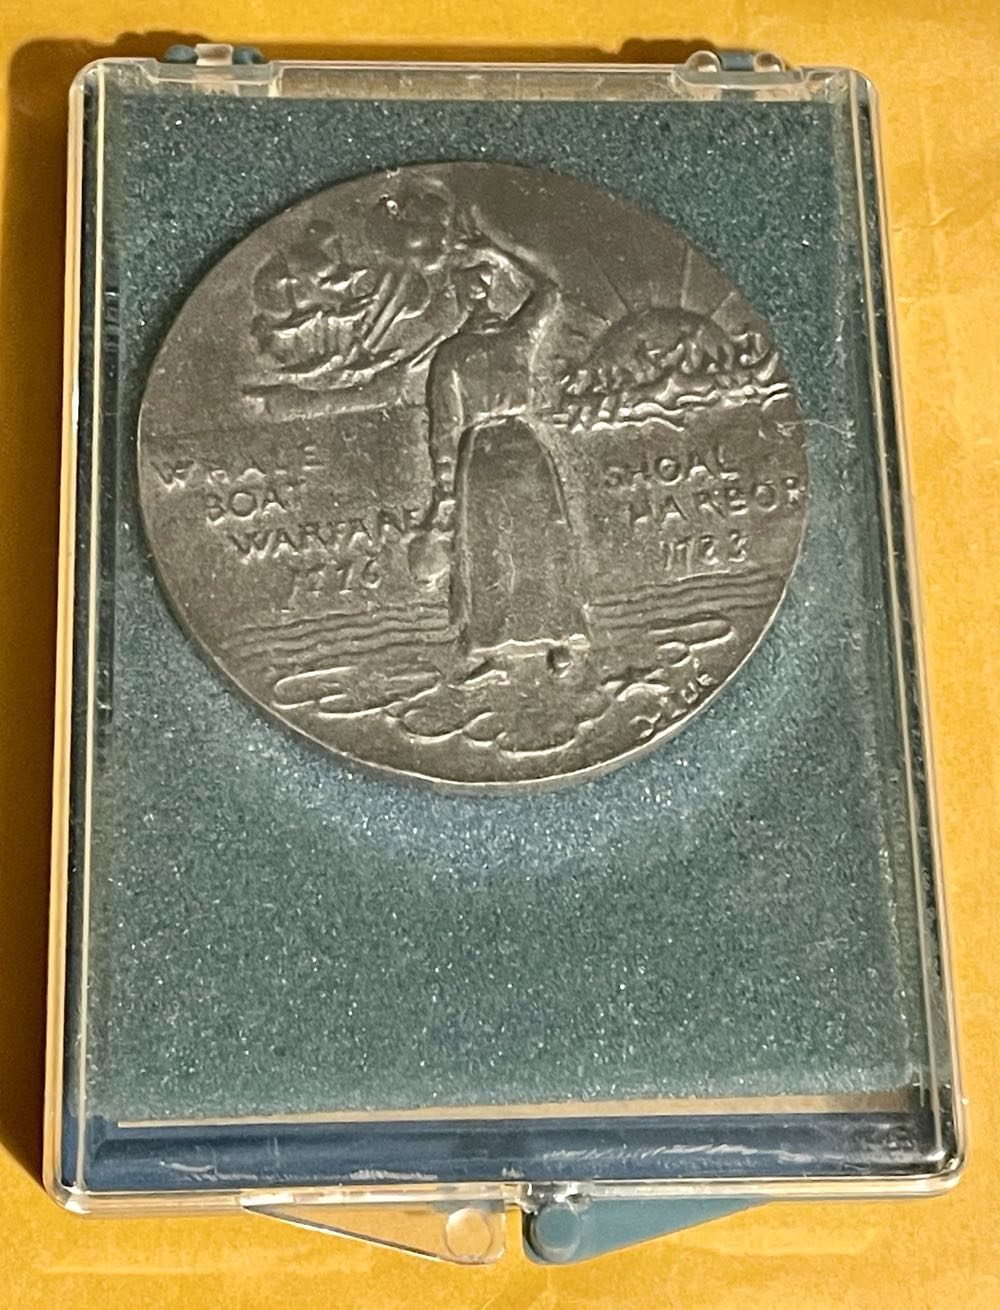 WHALE
BOAT
WARFARE
1776
SHOAL
HARBOR
1783